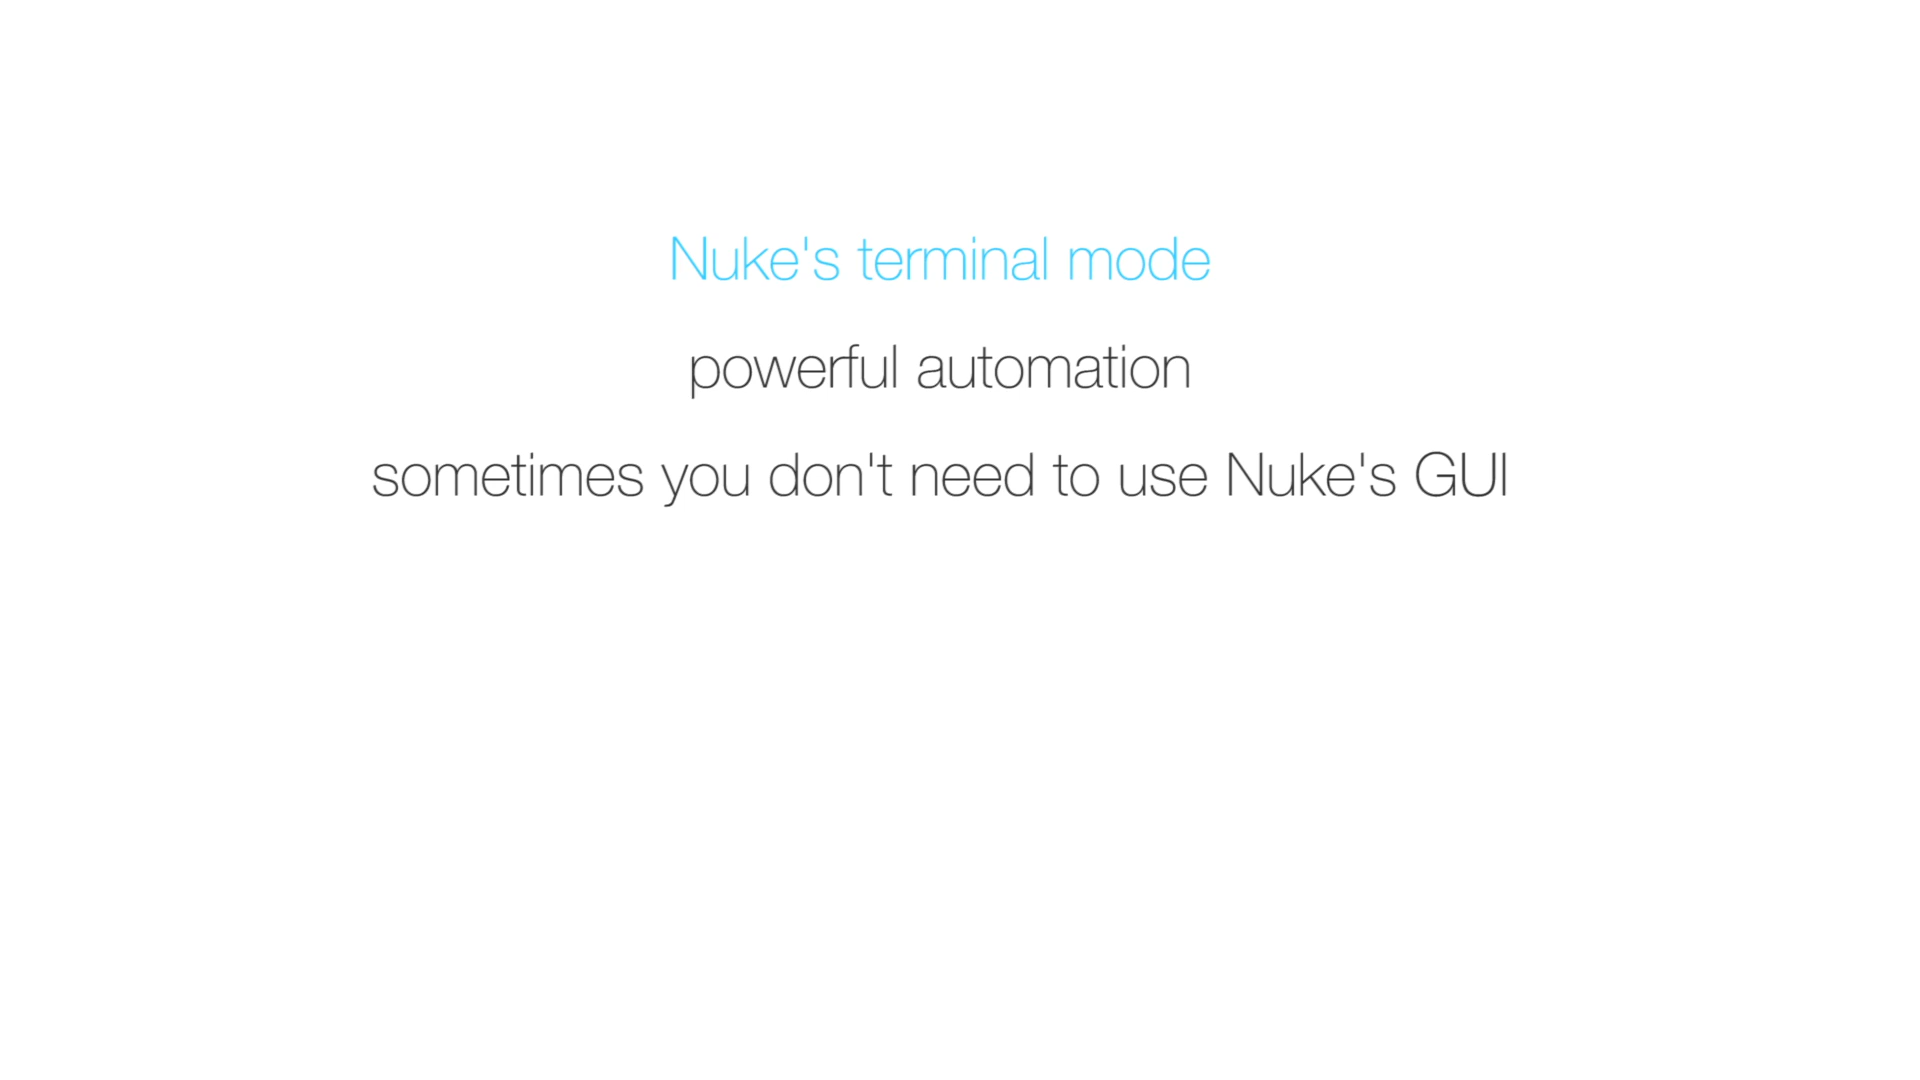 Nuke's terminal mode
powerful automation
sometimes you don't need to use Nuke's GUI